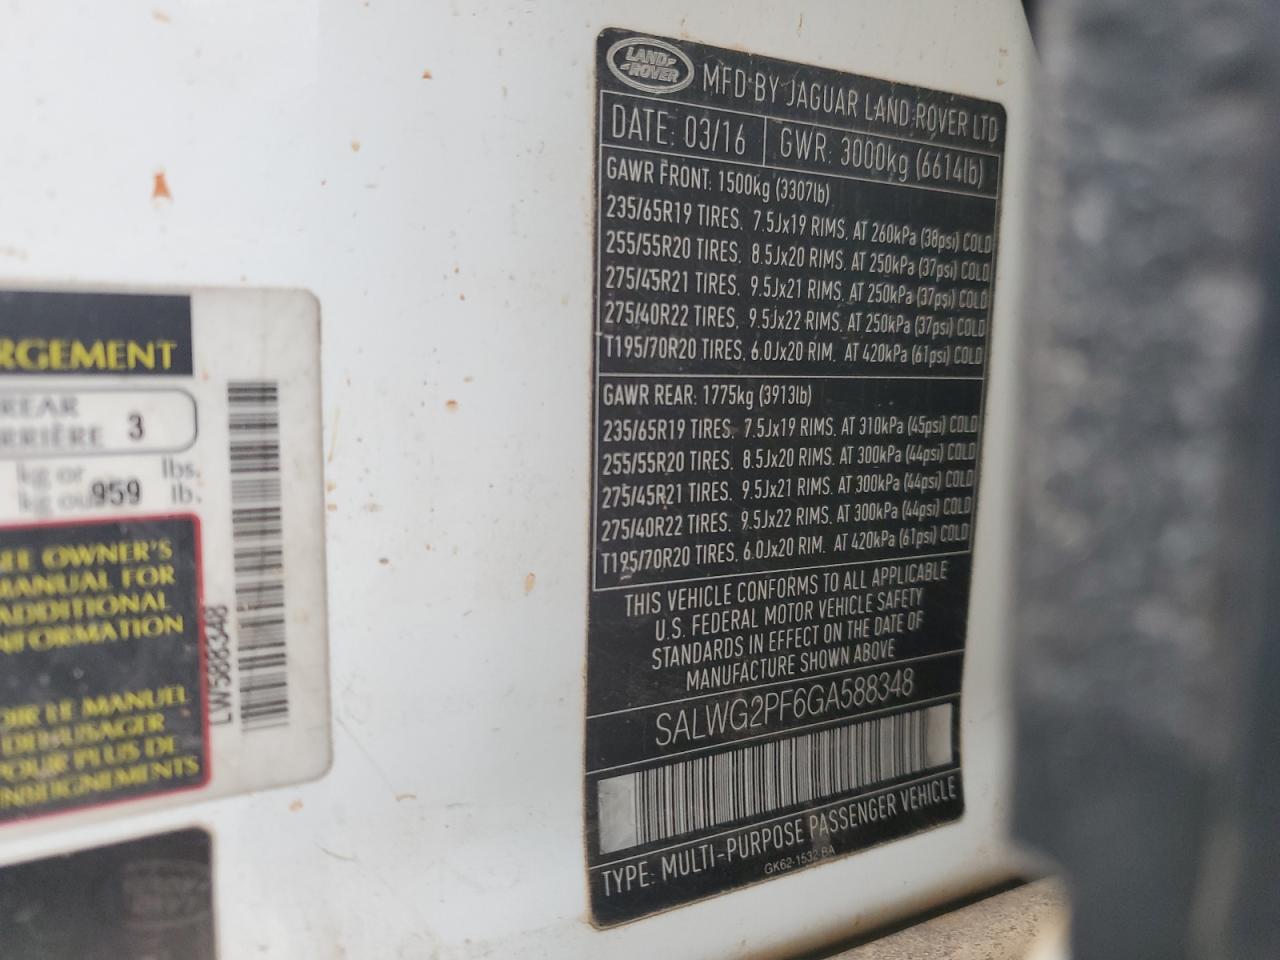 LAND ROVER
MFD BY JAGUAR LAND ROVER LTD
DATE: 03/16
GWR: 3000kg (6614lb)
GAWR FRONT: 1500kg (3307lb)
235/65R19 TIRES, 7.5Jx19 RIMS, AT 260kPa (38psi) COLD
255/55R20 TIRES, 8.5Jx20 RIMS, AT 250kPa (37psi) COLD
275/45R21 TIRES, 9.5Jx21 RIMS, AT 250kPa (37psi) COLD
275/40R22 TIRES, 9.5Jx22 RIMS, AT 250kPa (37psi) COLD
T195/70R20 TIRES, 6.0Jx20 RIM, AT 420kPa (61psi) COLD
GAWR REAR: 1775kg (3913lb)
235/65R19 TIRES, 7.5Jx19 RIMS, AT 310kPa (45psi) COLD
255/55R20 TIRES, 8.5Jx20 RIMS, AT 300kPa (44psi) COLD
275/45R21 TIRES, 9.5Jx21 RIMS, AT 300kPa (44psi) COLD
275/40R22 TIRES, 9.5Jx22 RIMS, AT 300kPa (44psi) COLD
T195/70R20 TIRES, 6.0Jx20 RIM, AT 420kPa (61psi) COLD
THIS VEHICLE CONFORMS TO ALL APPLICABLE
U.S. FEDERAL MOTOR VEHICLE SAFETY
STANDARDS IN EFFECT ON THE DATE OF
MANUFACTURE SHOWN ABOVE
SALWG2PF6GA588348
TYPE: MULTI-PURPOSE PASSENGER VEHICLE
GK62-1532-BA
RGEMENT
REAR
RRIÈRE 3
kg or lbs.
kg ou 959 lb.
SEE OWNER'S
MANUAL FOR
ADDITIONAL
INFORMATION
OIR LE MANUEL
DE L'USAGER
POUR PLUS DE
NSEIGNEMENTS
LW588348